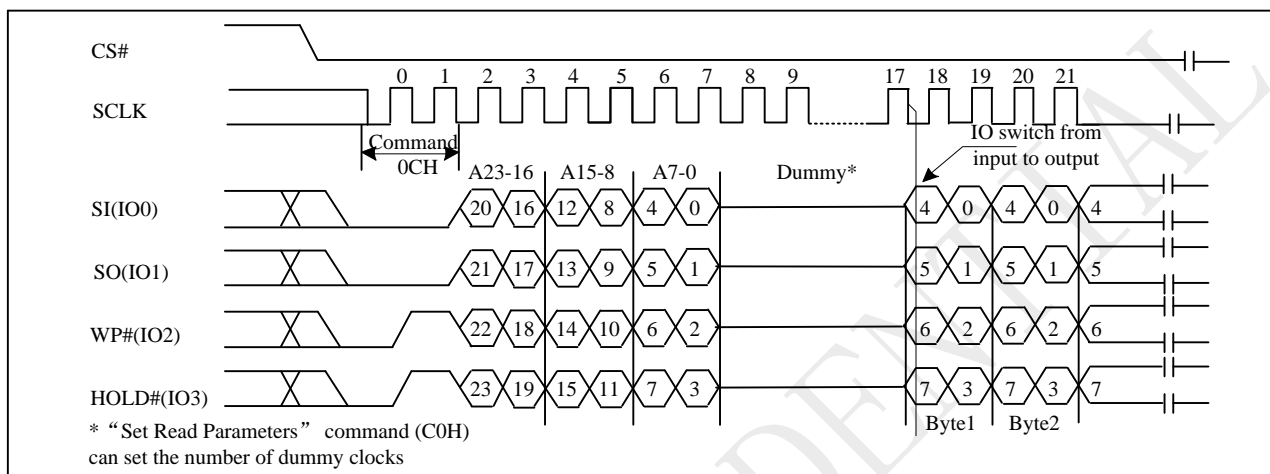 CS#
0 1 2 3 4 5 6 7 8 9 17 18 19 20 21
SCLK
Command
0CH
IO switch from
input to output
A23-16 A15-8 A7-0 Dummy*
SI(IO0) 20 16 12 8 4 0 4 0 4 0 4
SO(IO1) 21 17 13 9 5 1 5 1 5 1 5
WP#(IO2) 22 18 14 10 6 2 6 2 6 2 6
HOLD#(IO3) 23 19 15 11 7 3 7 3 7 3 7
Byte1 Byte2
* “Set Read Parameters” command (C0H)
can set the number of dummy clocks
DENTIAL